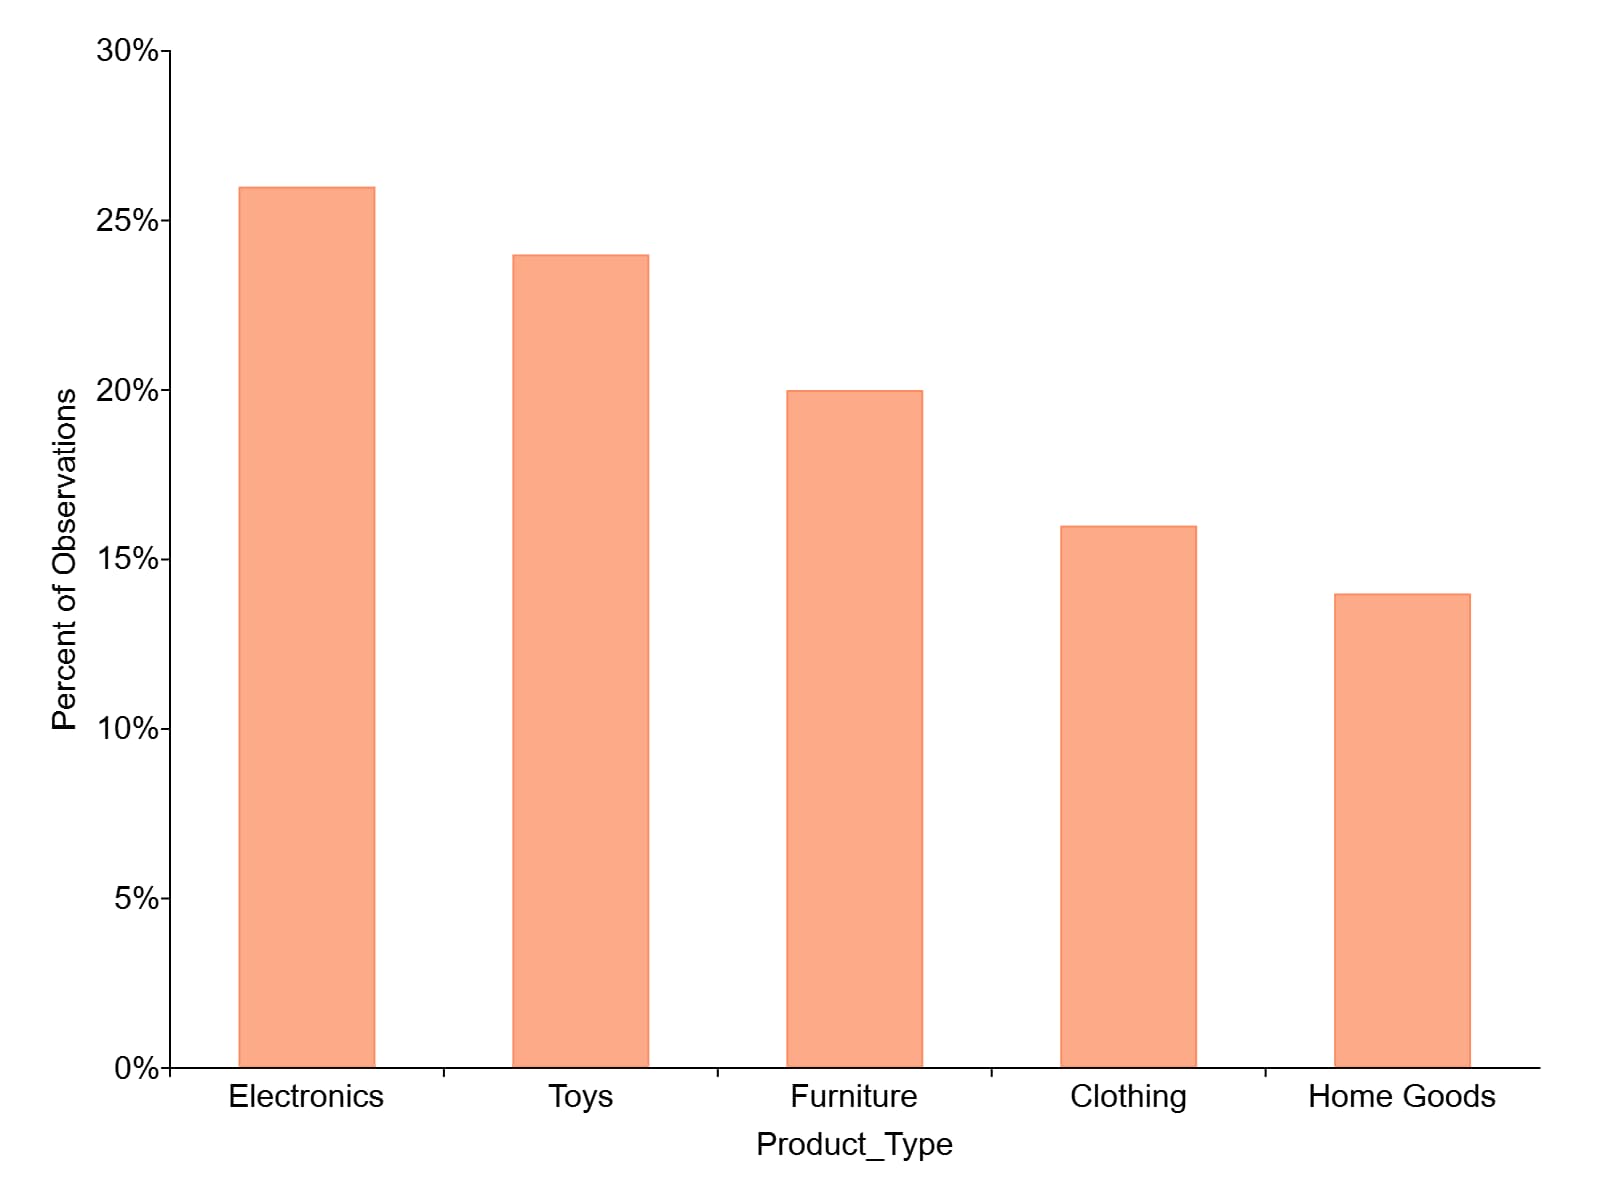 30%
25%
20%
15%
10%
5%
0%
Percent of Observations
Electronics Toys Furniture Clothing Home Goods
Product_Type